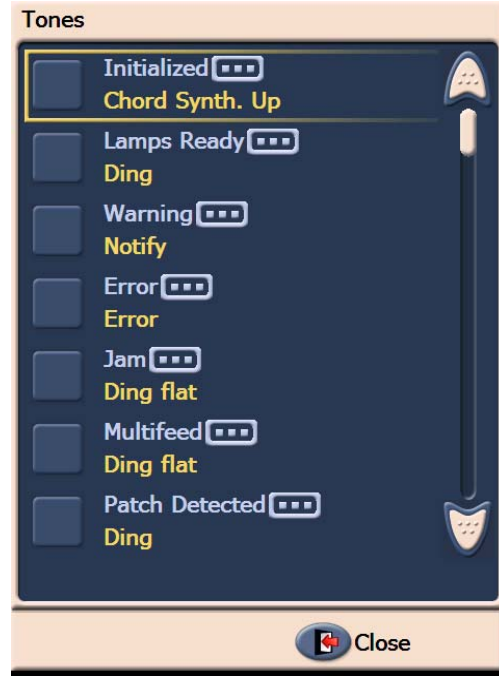 Tones
Initialized
Chord Synth. Up
Lamps Ready
Ding
Warning
Notify
Error
Error
Jam
Ding flat
Multifeed
Ding flat
Patch Detected
Ding
Close